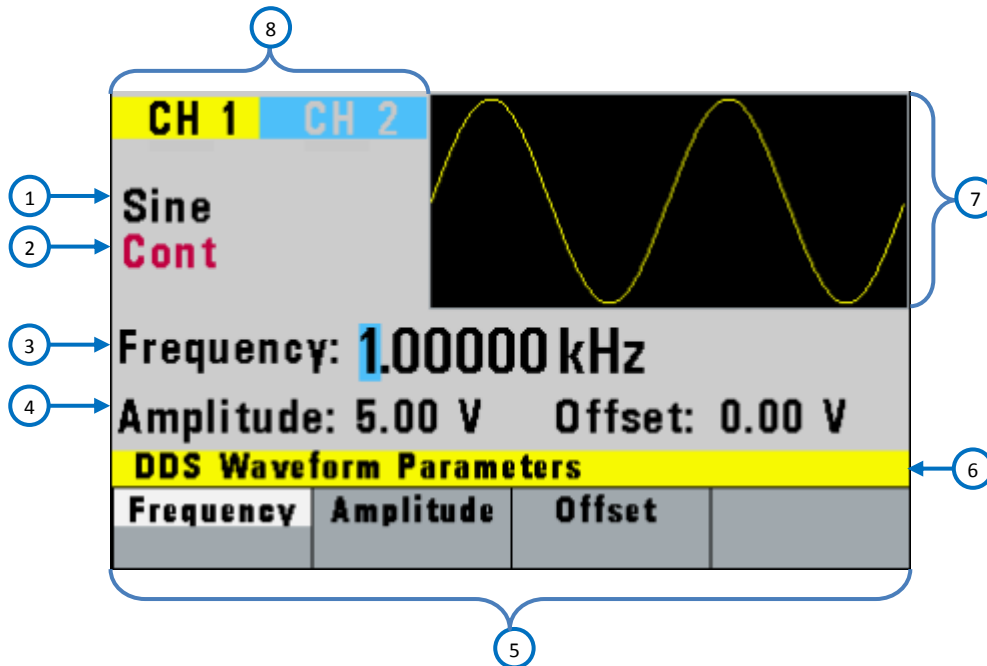 8
CH 1 CH 2
1
Sine
2
Cont
7
3
Frequency: 1.00000 kHz
4
Amplitude: 5.00 V Offset: 0.00 V
DDS Waveform Parameters
6
Frequency Amplitude Offset
5